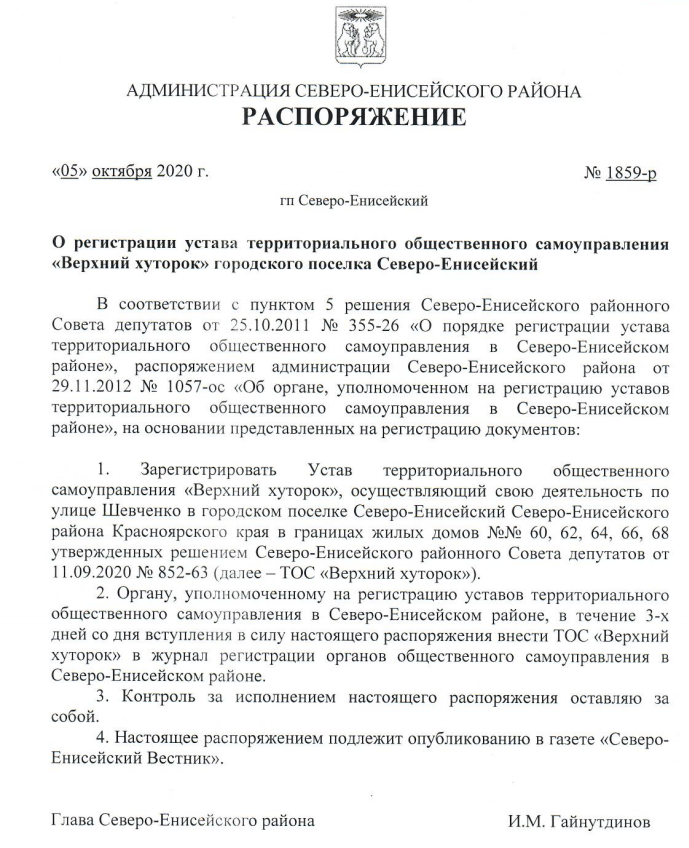 АДМИНИСТРАЦИЯ СЕВЕРО-ЕНИСЕЙСКОГО РАЙОНА
РАСПОРЯЖЕНИЕ
«05» октября 2020 г. № 1859-р
гп Северо-Енисейский
О регистрации устава территориального общественного самоуправления
«Верхний хуторок» городского поселка Северо-Енисейский
В соответствии с пунктом 5 решения Северо-Енисейского районного
Совета депутатов от 25.10.2011 № 355-26 «О порядке регистрации устава
территориального общественного самоуправления в Северо-Енисейском
районе», распоряжением администрации Северо-Енисейского района от
29.11.2012 № 1057-ос «Об органе, уполномоченном на регистрацию уставов
территориального общественного самоуправления в Северо-Енисейском
районе», на основании представленных на регистрацию документов:
1. Зарегистрировать Устав территориального общественного
самоуправления «Верхний хуторок», осуществляющий свою деятельность по
улице Шевченко в городском поселке Северо-Енисейский Северо-Енисейского
района Красноярского края в границах жилых домов №№ 60, 62, 64, 66, 68
утвержденных решением Северо-Енисейского районного Совета депутатов от
11.09.2020 № 852-63 (далее – ТОС «Верхний хуторок»).
2. Органу, уполномоченному на регистрацию уставов территориального
общественного самоуправления в Северо-Енисейском районе, в течение 3-х
дней со дня вступления в силу настоящего распоряжения внести ТОС «Верхний
хуторок» в журнал регистрации органов общественного самоуправления в
Северо-Енисейском районе.
3. Контроль за исполнением настоящего распоряжения оставляю за
собой.
4. Настоящее распоряжением подлежит опубликованию в газете «Северо-
Енисейский Вестник».
Глава Северо-Енисейского района И.М. Гайнутдинов